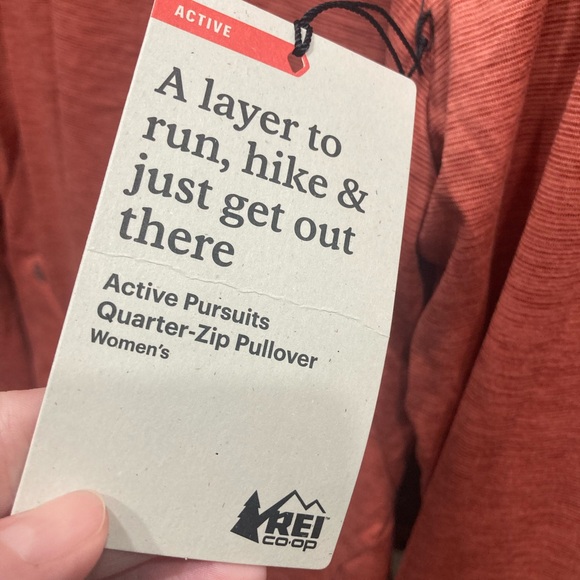 ACTIVE
A layer to
run, hike &
just get out
there
Active Pursuits
Quarter-Zip Pullover
Women's
REI
CO·OP